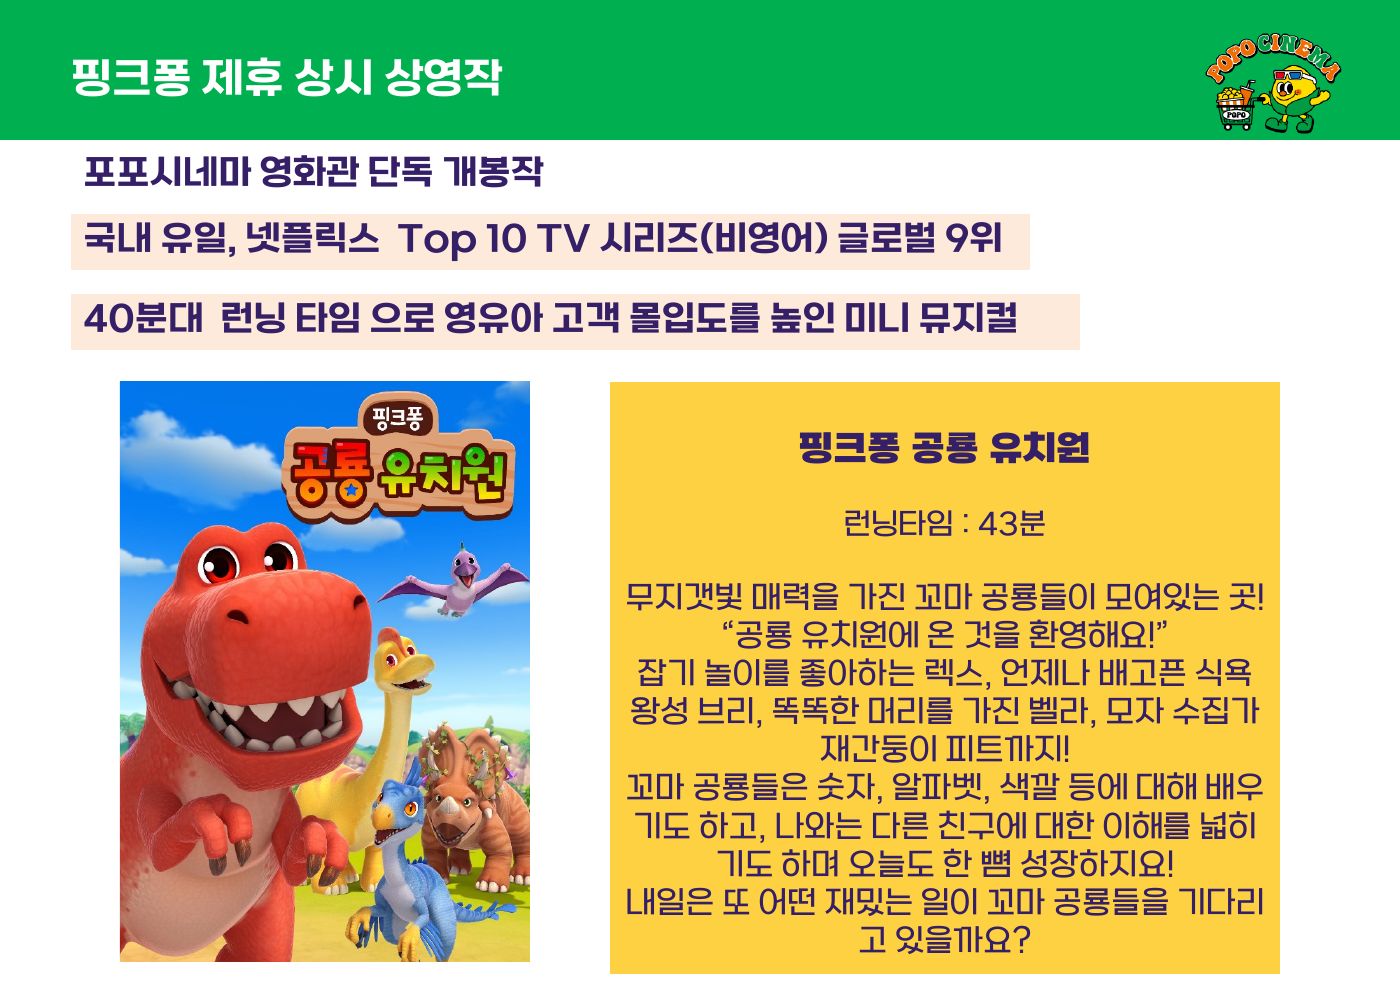 핑크퐁 제휴 상시 상영작
POPO CINEMA
POPO
포포시네마 영화관 단독 개봉작
국내 유일, 넷플릭스 Top 10 TV 시리즈(비영어) 글로벌 9위
40분대 런닝 타임 으로 영유아 고객 몰입도를 높인 미니 뮤지컬
핑크퐁
공룡 유치원
핑크퐁 공룡 유치원
런닝타임 : 43분
무지갯빛 매력을 가진 꼬마 공룡들이 모여있는 곳!
“공룡 유치원에 온 것을 환영해요!”
잡기 놀이를 좋아하는 렉스, 언제나 배고픈 식욕
왕성 브리, 똑똑한 머리를 가진 벨라, 모자 수집가
재간둥이 피트까지!
꼬마 공룡들은 숫자, 알파벳, 색깔 등에 대해 배우
기도 하고, 나와는 다른 친구에 대한 이해를 넓히
기도 하며 오늘도 한 뼘 성장하지요!
내일은 또 어떤 재밌는 일이 꼬마 공룡들을 기다리
고 있을까요?